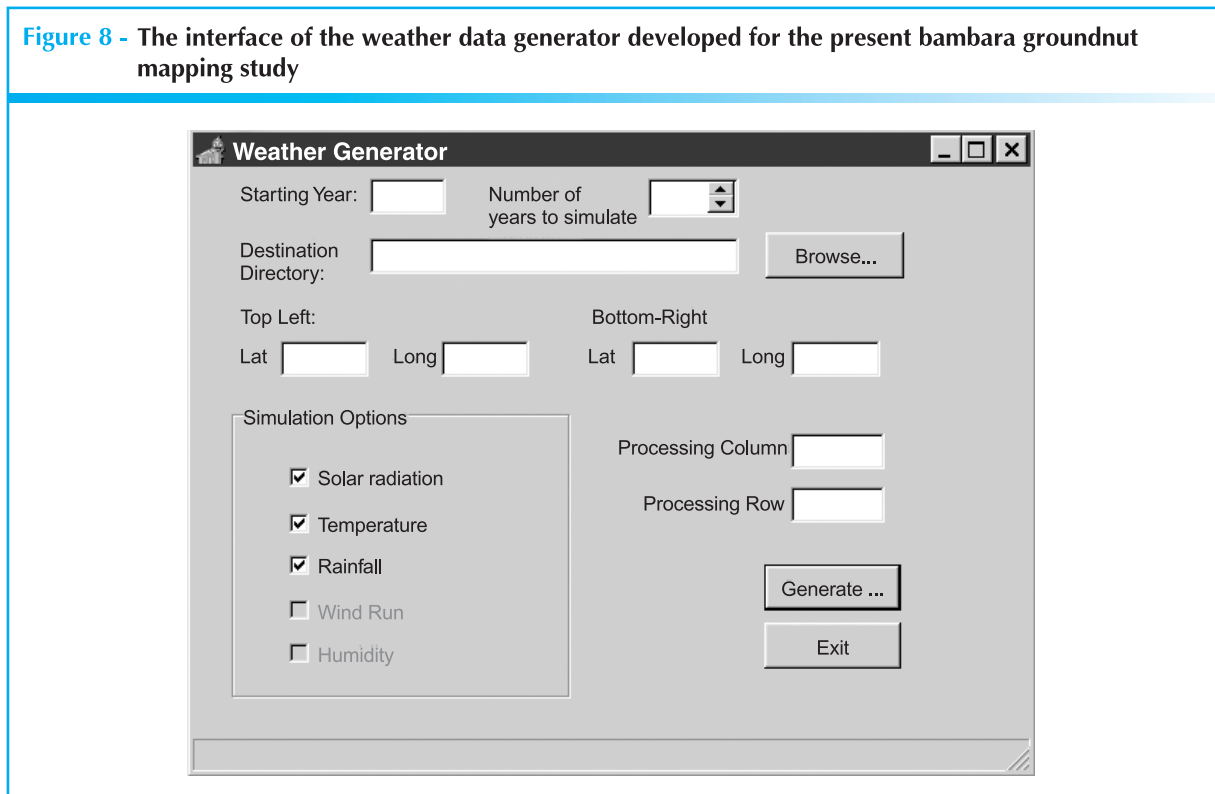 Figure 8 - The interface of the weather data generator developed for the present bambara groundnut
mapping study
Weather Generator
Starting Year:
Number of
years to simulate
Destination
Directory:
Browse...
Top Left:
Bottom-Right
Lat
Long
Lat
Long
Simulation Options
Solar radiation
Temperature
Rainfall
Wind Run
Humidity
Processing Column
Processing Row
Generate ...
Exit